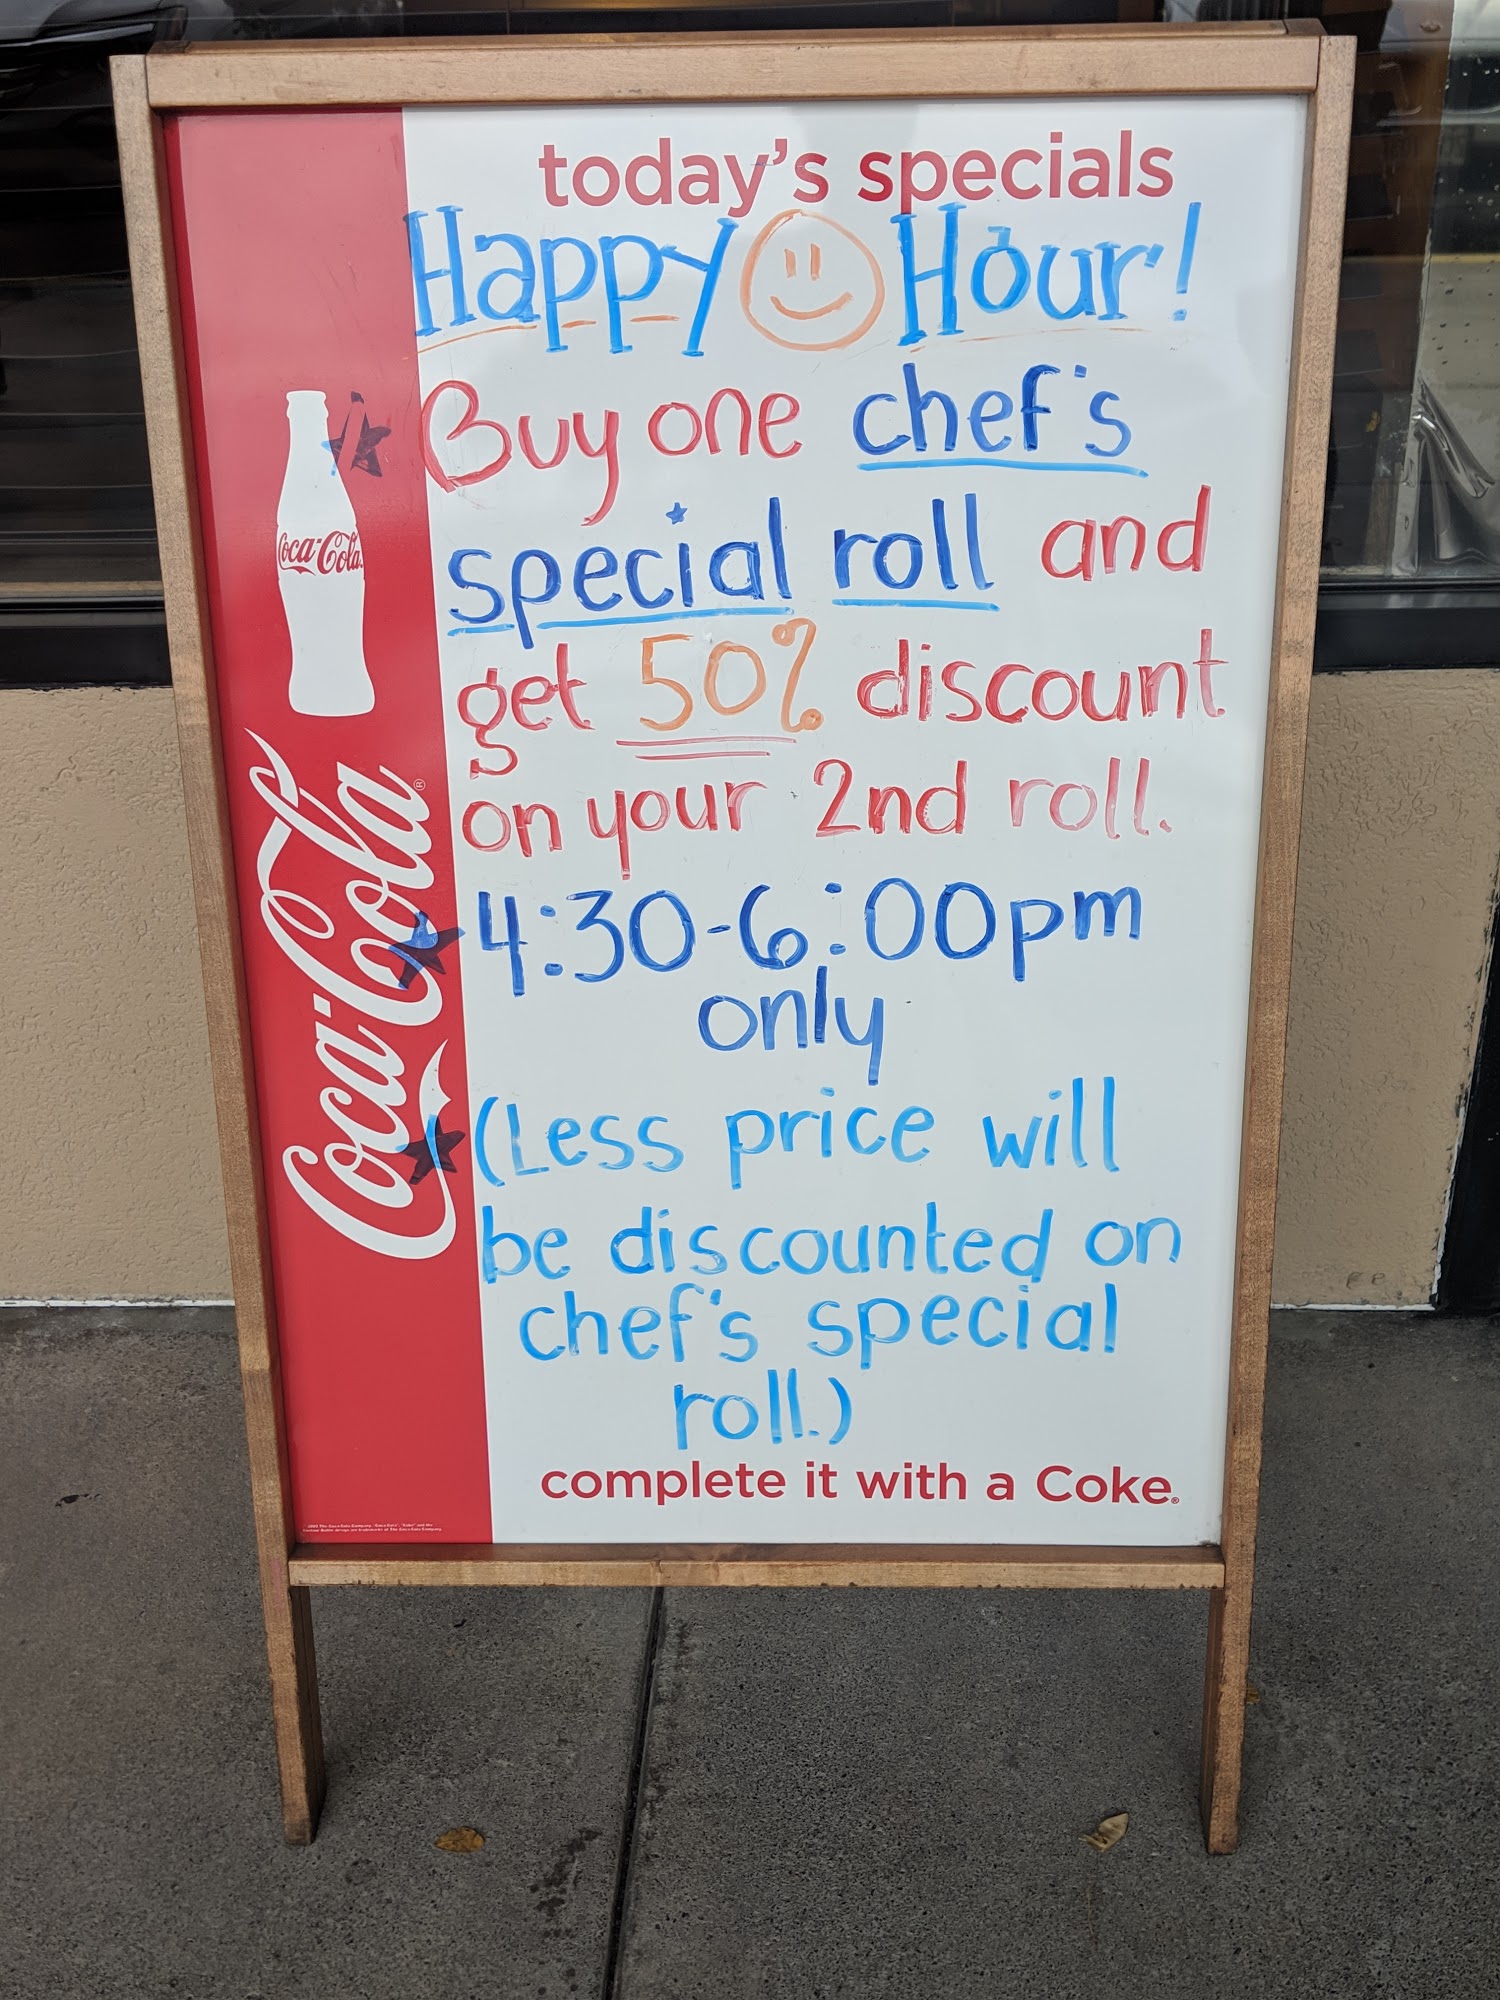 today's specials
Happy Hour!
Buy one chef's
special roll and
get 50% discount
on your 2nd roll.
4:30-6:00pm
only
(Less price will
be discounted on
chef's special
roll.)
complete it with a Coke®
Coca-Cola
Coca-Cola®